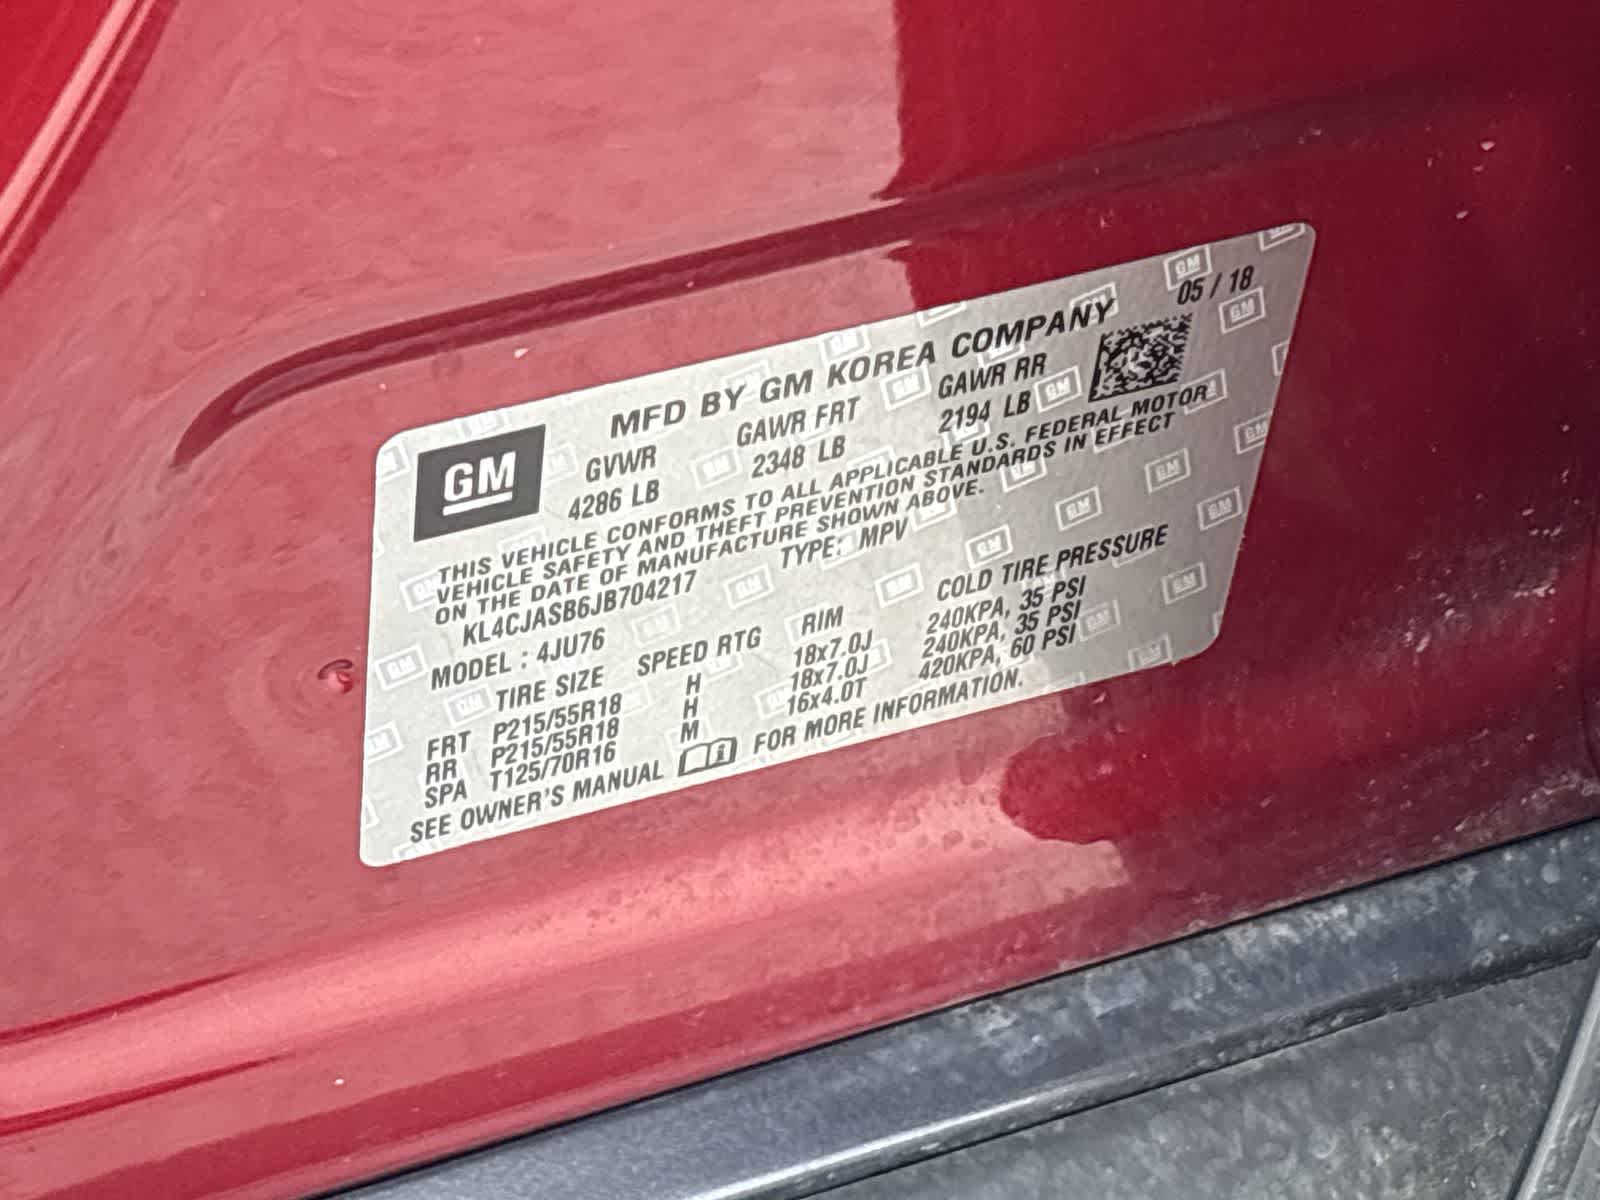 05 / 18
MFD BY GM KOREA COMPANY
GM
GVWR GAWR FRT GAWR RR
4286 LB 2348 LB 2194 LB
THIS VEHICLE CONFORMS TO ALL APPLICABLE U.S. FEDERAL MOTOR
VEHICLE SAFETY AND THEFT PREVENTION STANDARDS IN EFFECT
ON THE DATE OF MANUFACTURE SHOWN ABOVE.
KL4CJASB6JB704217 TYPE: MPV
MODEL : 4JU76
TIRE SIZE SPEED RTG RIM COLD TIRE PRESSURE
FRT P215/55R18 H 18x7.0J 240KPA, 35 PSI
RR P215/55R18 H 18x7.0J 240KPA, 35 PSI
SPA T125/70R16 M 16x4.0T 420KPA, 60 PSI
SEE OWNER'S MANUAL FOR MORE INFORMATION.